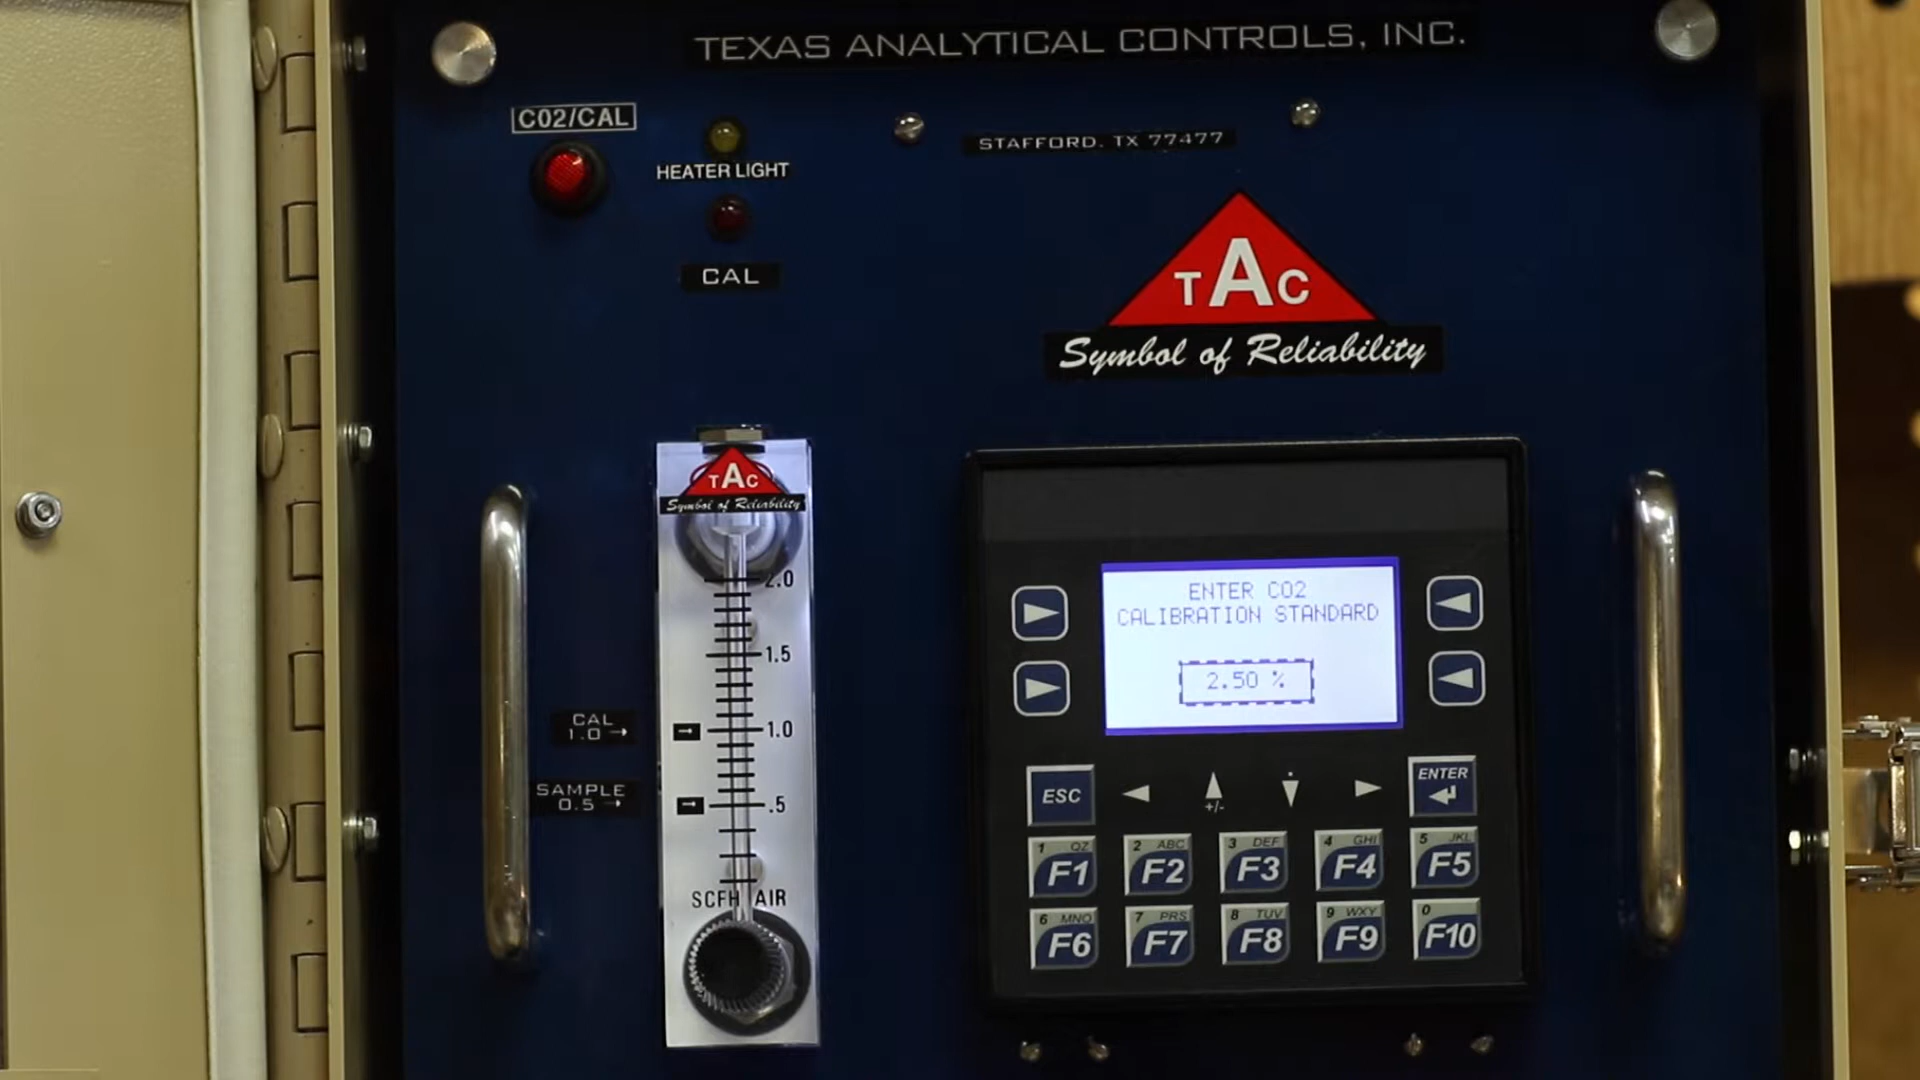 TEXAS ANALYTICAL CONTROLS, INC.
CO2/CAL
HEATER LIGHT
STAFFORD, TX 77477
CAL
TAC
Symbol of Reliability
TAC
Symbol of Reliability
2.0
1.5
CAL
1.0 →
1.0
SAMPLE
0.5 →
.5
SCFH AIR
ENTER CO2
CALIBRATION STANDARD
2.50 %
ESC
+/-
ENTER
1 QZ F1
2 ABC F2
3 DEF F3
4 GHI F4
5 JKL F5
6 MNO F6
7 PRS F7
8 TUV F8
9 WXY F9
0 F10